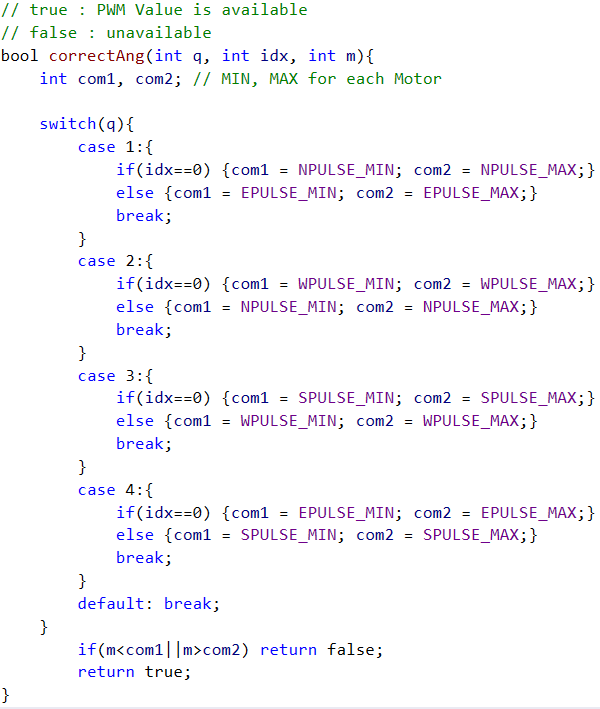 // true : PWM Value is available
// false : unavailable
bool correctAng(int q, int idx, int m){
    int com1, com2; // MIN, MAX for each Motor

    switch(q){
        case 1:{
            if(idx==0) {com1 = NPULSE_MIN; com2 = NPULSE_MAX;}
            else {com1 = EPULSE_MIN; com2 = EPULSE_MAX;}
            break;
        }
        case 2:{
            if(idx==0) {com1 = WPULSE_MIN; com2 = WPULSE_MAX;}
            else {com1 = NPULSE_MIN; com2 = NPULSE_MAX;}
            break;
        }
        case 3:{
            if(idx==0) {com1 = SPULSE_MIN; com2 = SPULSE_MAX;}
            else {com1 = WPULSE_MIN; com2 = WPULSE_MAX;}
            break;
        }
        case 4:{
            if(idx==0) {com1 = EPULSE_MIN; com2 = EPULSE_MAX;}
            else {com1 = SPULSE_MIN; com2 = SPULSE_MAX;}
            break;
        }
        default: break;
    }
        if(m<com1||m>com2) return false;
        return true;
}